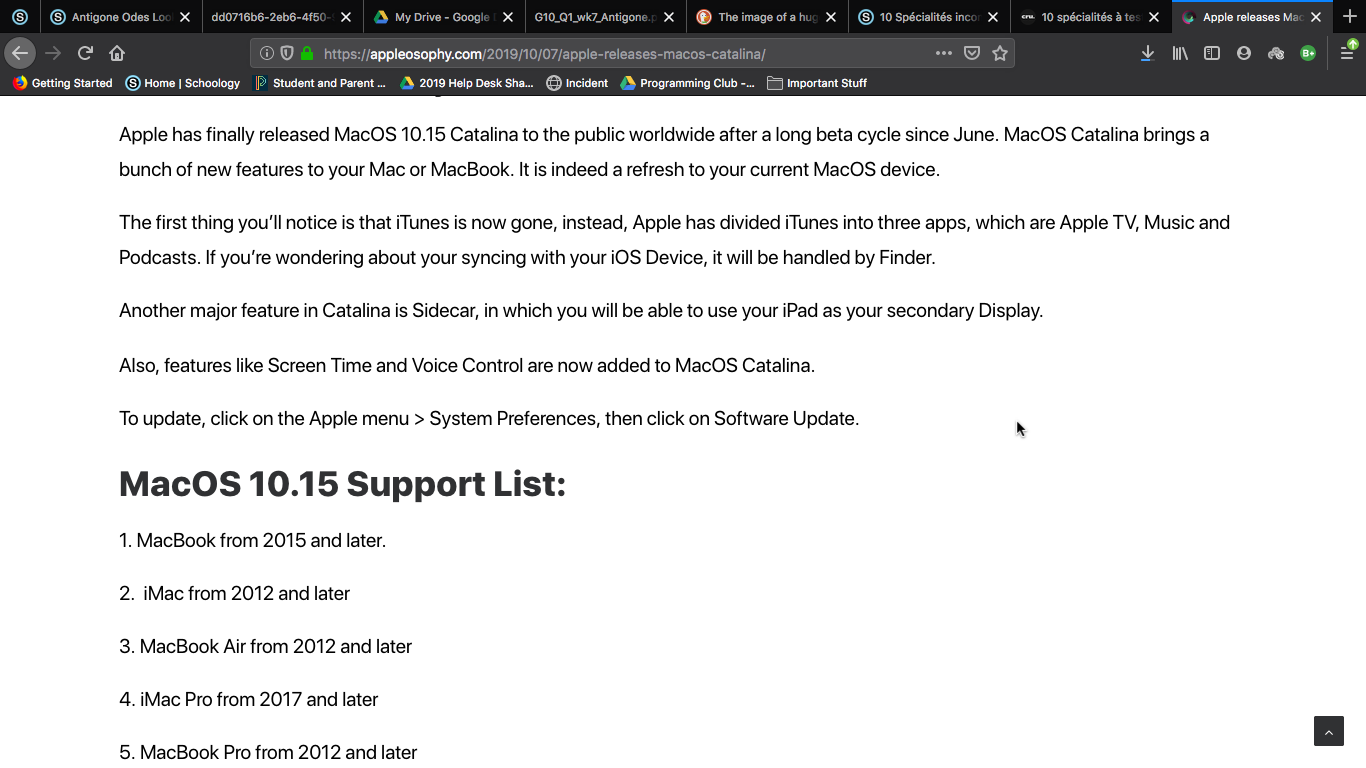 Antigone Odes Loo
dd0716b6-2eb6-4f50-
My Drive - Google
G10_Q1_wk7_Antigone.p
The image of a hug
10 Spécialités incor
10 spécialités à tes
Apple releases Mac
https://appleosophy.com/2019/10/07/apple-releases-macos-catalina/
Getting Started
Home | Schoology
Student and Parent ...
2019 Help Desk Sha...
Incident
Programming Club -...
Important Stuff
Apple has finally released MacOS 10.15 Catalina to the public worldwide after a long beta cycle since June. MacOS Catalina brings a
bunch of new features to your Mac or MacBook. It is indeed a refresh to your current MacOS device.
The first thing you’ll notice is that iTunes is now gone, instead, Apple has divided iTunes into three apps, which are Apple TV, Music and
Podcasts. If you’re wondering about your syncing with your iOS Device, it will be handled by Finder.
Another major feature in Catalina is Sidecar, in which you will be able to use your iPad as your secondary Display.
Also, features like Screen Time and Voice Control are now added to MacOS Catalina.
To update, click on the Apple menu > System Preferences, then click on Software Update.
MacOS 10.15 Support List:
1. MacBook from 2015 and later.
2. iMac from 2012 and later
3. MacBook Air from 2012 and later
4. iMac Pro from 2017 and later
5. MacBook Pro from 2012 and later